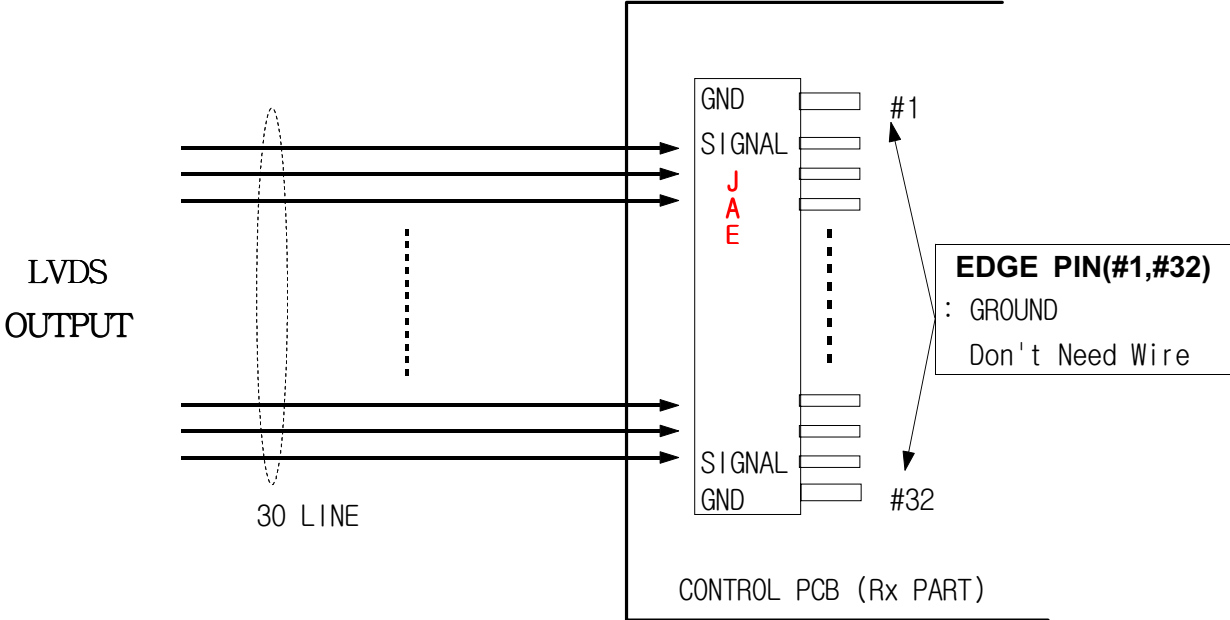 GND
#1
SIGNAL
J
A
E
LVDS
OUTPUT
EDGE PIN(#1,#32)
: GROUND
Don't Need Wire
SIGNAL
GND
#32
30 LINE
CONTROL PCB (Rx PART)